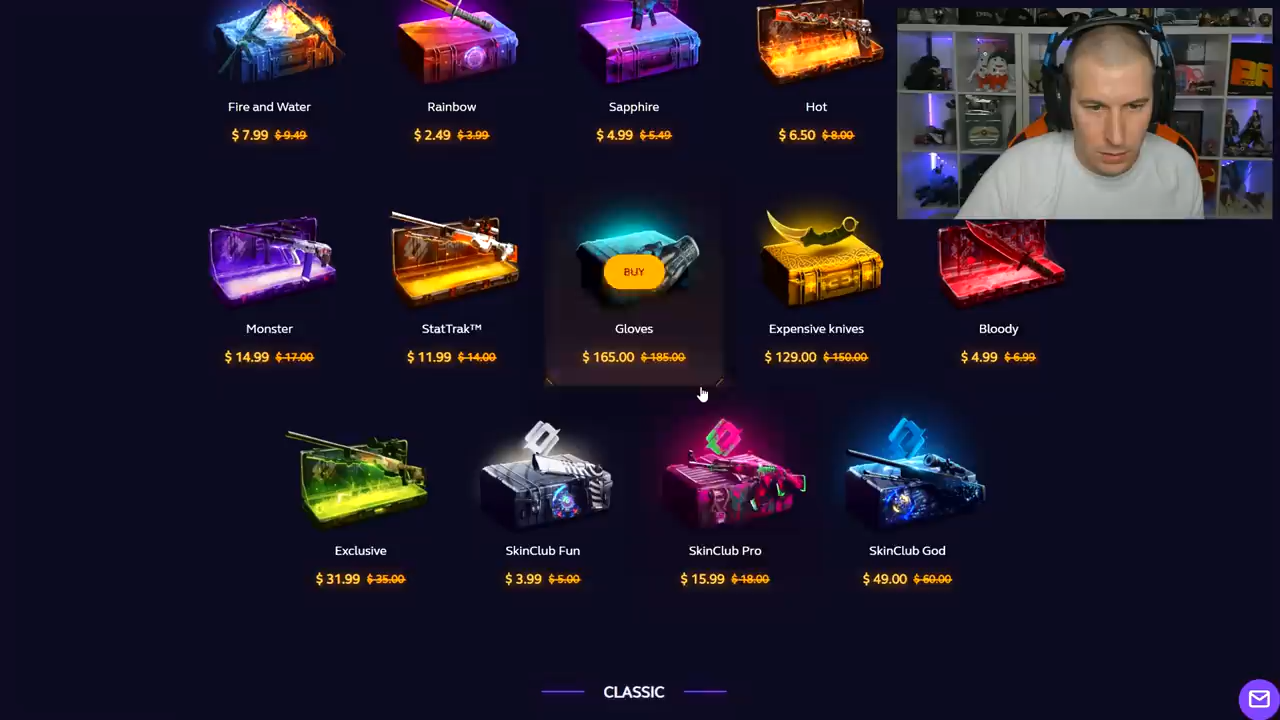 Fire and Water
Rainbow
Sapphire
Hot
$ 7.99 $ 9.49
$ 2.49 $ 3.99
$ 4.99 $ 5.49
$ 6.50 $ 8.00
BUY
Monster
StatTrak™
Gloves
Expensive knives
Bloody
$ 14.99 $ 17.00
$ 11.99 $ 14.00
$ 165.00 $ 185.00
$ 129.00 $ 150.00
$ 4.99 $ 6.99
Exclusive
SkinClub Fun
SkinClub Pro
SkinClub God
$ 31.99 $ 35.00
$ 3.99 $ 5.00
$ 15.99 $ 18.00
$ 49.00 $ 60.00
CLASSIC